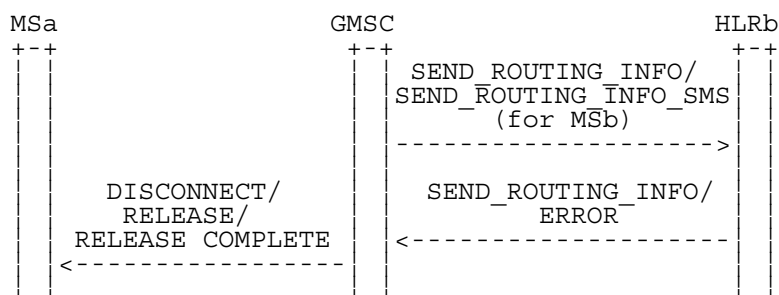 MSa GMSC HLRb
SEND_ROUTING_INFO/
SEND_ROUTING_INFO_SMS
(for MSb)
DISCONNECT/ SEND_ROUTING_INFO/
RELEASE/ ERROR
RELEASE COMPLETE